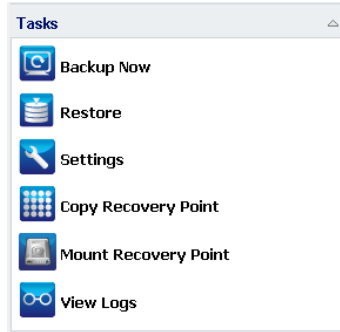 Tasks
Backup Now
Restore
Settings
Copy Recovery Point
Mount Recovery Point
View Logs